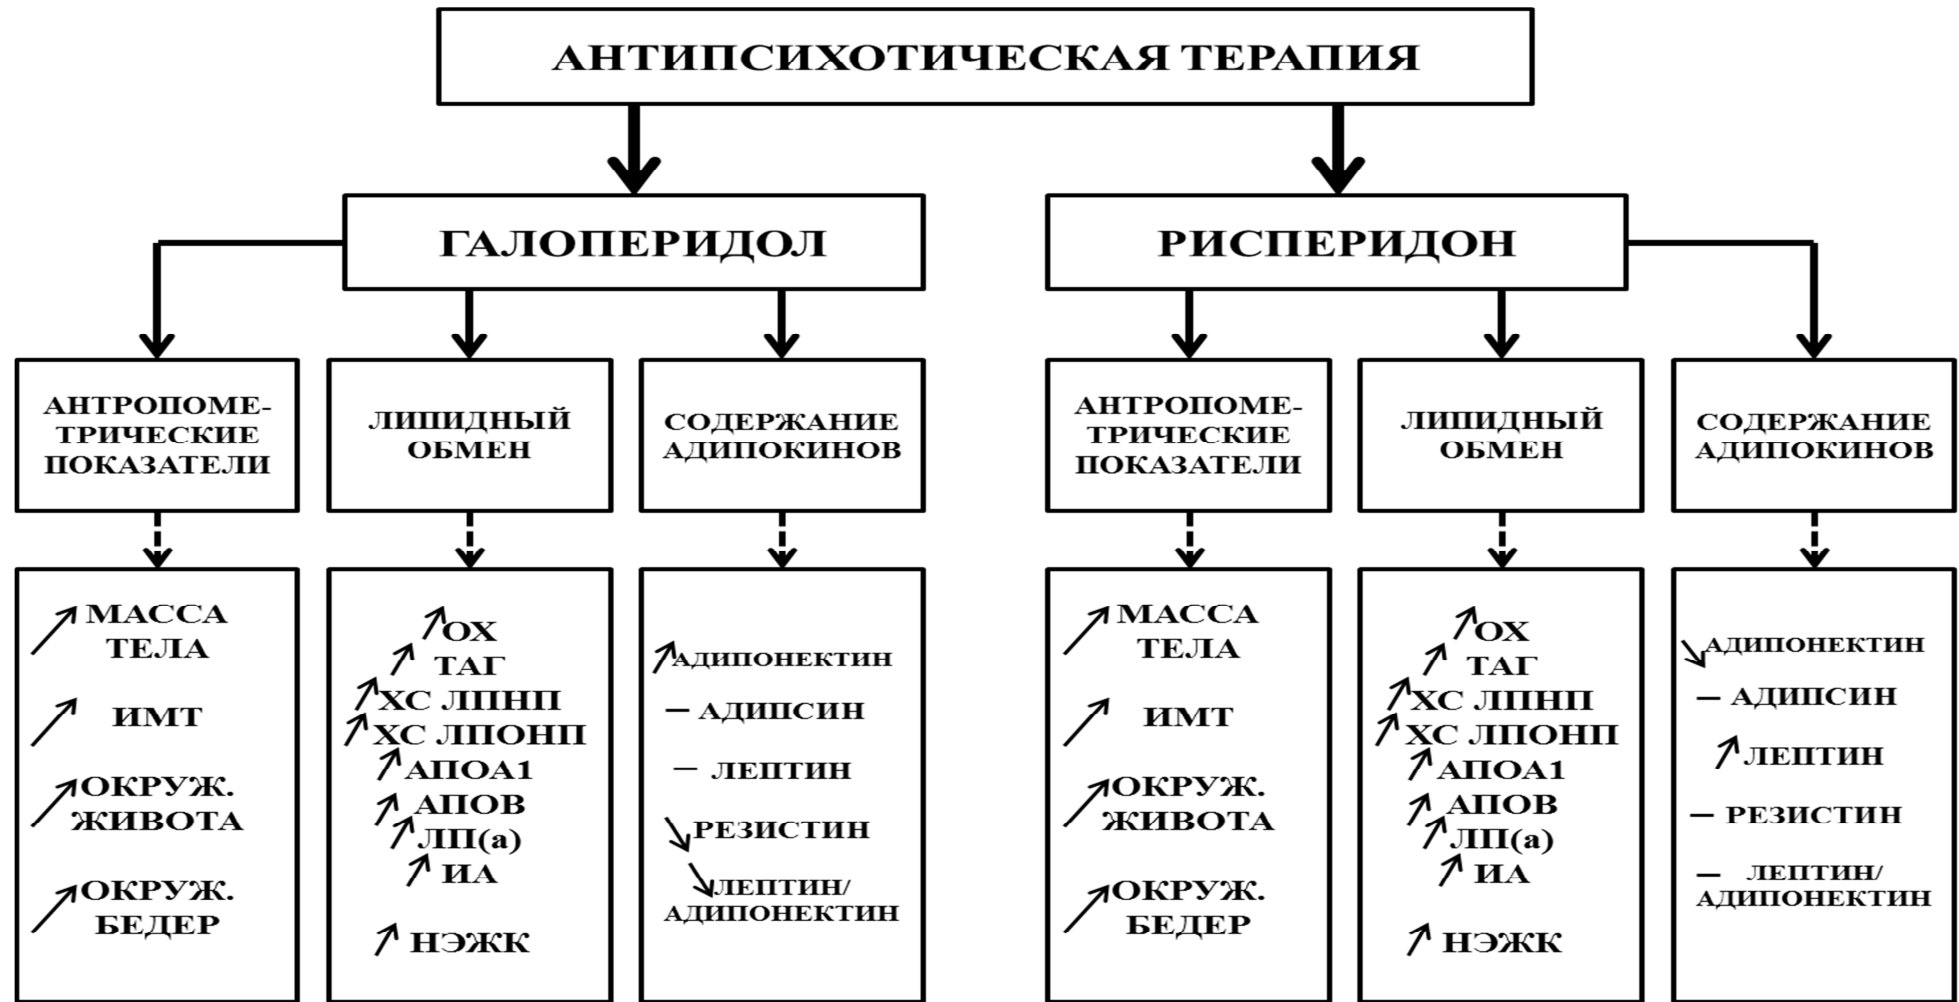 АНТИПСИХОТИЧЕСКАЯ ТЕРАПИЯ
ГАЛОПЕРИДОЛ
РИСПЕРИДОН
АНТРОПОМЕ-
ТРИЧЕСКИЕ
ПОКАЗАТЕЛИ
ЛИПИДНЫЙ
ОБМЕН
СОДЕРЖАНИЕ
АДИПОКИНОВ
АНТРОПОМЕ-
ТРИЧЕСКИЕ
ПОКАЗАТЕЛИ
ЛИПИДНЫЙ
ОБМЕН
СОДЕРЖАНИЕ
АДИПОКИНОВ
↗ МАССА
ТЕЛА
↗ ИМТ
↗ ОКРУЖ.
ЖИВОТА
↗ ОКРУЖ.
БЕДЕР
↗ ОХ
↗ ТАГ
↗ ХС ЛПНП
↗ ХС ЛПОНП
↗ АПОА1
↗ АПОВ
↗ ЛП(а)
↗ ИА
↗ НЭЖК
↗ АДИПОНЕКТИН
– АДИПСИН
– ЛЕПТИН
↘ РЕЗИСТИН
↘ ЛЕПТИН/
АДИПОНЕКТИН
↗ МАССА
ТЕЛА
↗ ИМТ
↗ ОКРУЖ.
ЖИВОТА
↗ ОКРУЖ.
БЕДЕР
↗ ОХ
↗ ТАГ
↗ ХС ЛПНП
↗ ХС ЛПОНП
↗ АПОА1
↗ АПОВ
↗ ЛП(а)
↗ ИА
↗ НЭЖК
↘ АДИПОНЕКТИН
– АДИПСИН
↗ ЛЕПТИН
– РЕЗИСТИН
– ЛЕПТИН/
АДИПОНЕКТИН